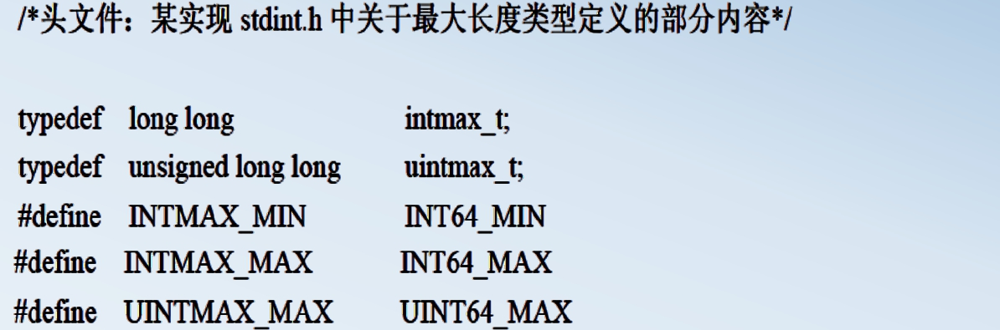 /*头文件：某实现 stdint.h 中关于最大长度类型定义的部分内容*/
typedef long long intmax_t;
typedef unsigned long long uintmax_t;
#define INTMAX_MIN INT64_MIN
#define INTMAX_MAX INT64_MAX
#define UINTMAX_MAX UINT64_MAX